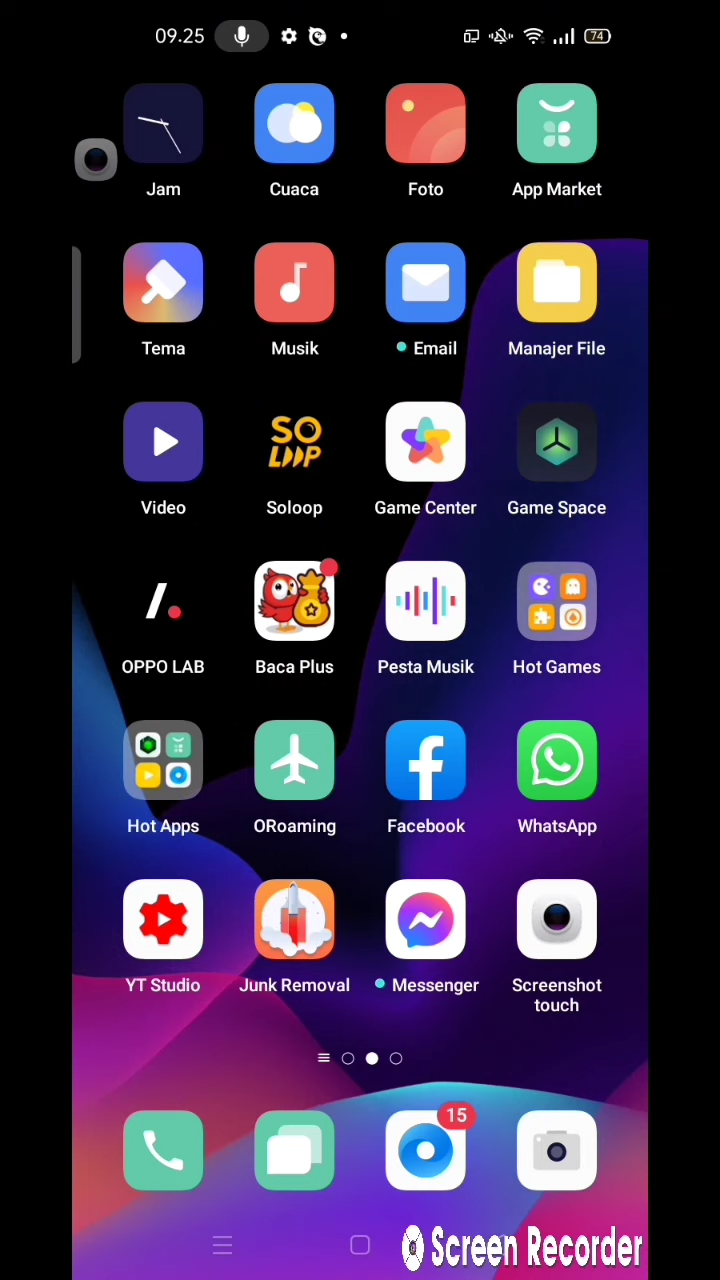 09.25
74
Jam
Cuaca
Foto
App Market
Tema
Musik
Email
Manajer File
SO
LOOP
Video
Soloop
Game Center
Game Space
OPPO LAB
Baca Plus
Pesta Musik
Hot Games
Hot Apps
ORoaming
Facebook
WhatsApp
YT Studio
Junk Removal
Messenger
Screenshot
touch
15
Screen Recorder